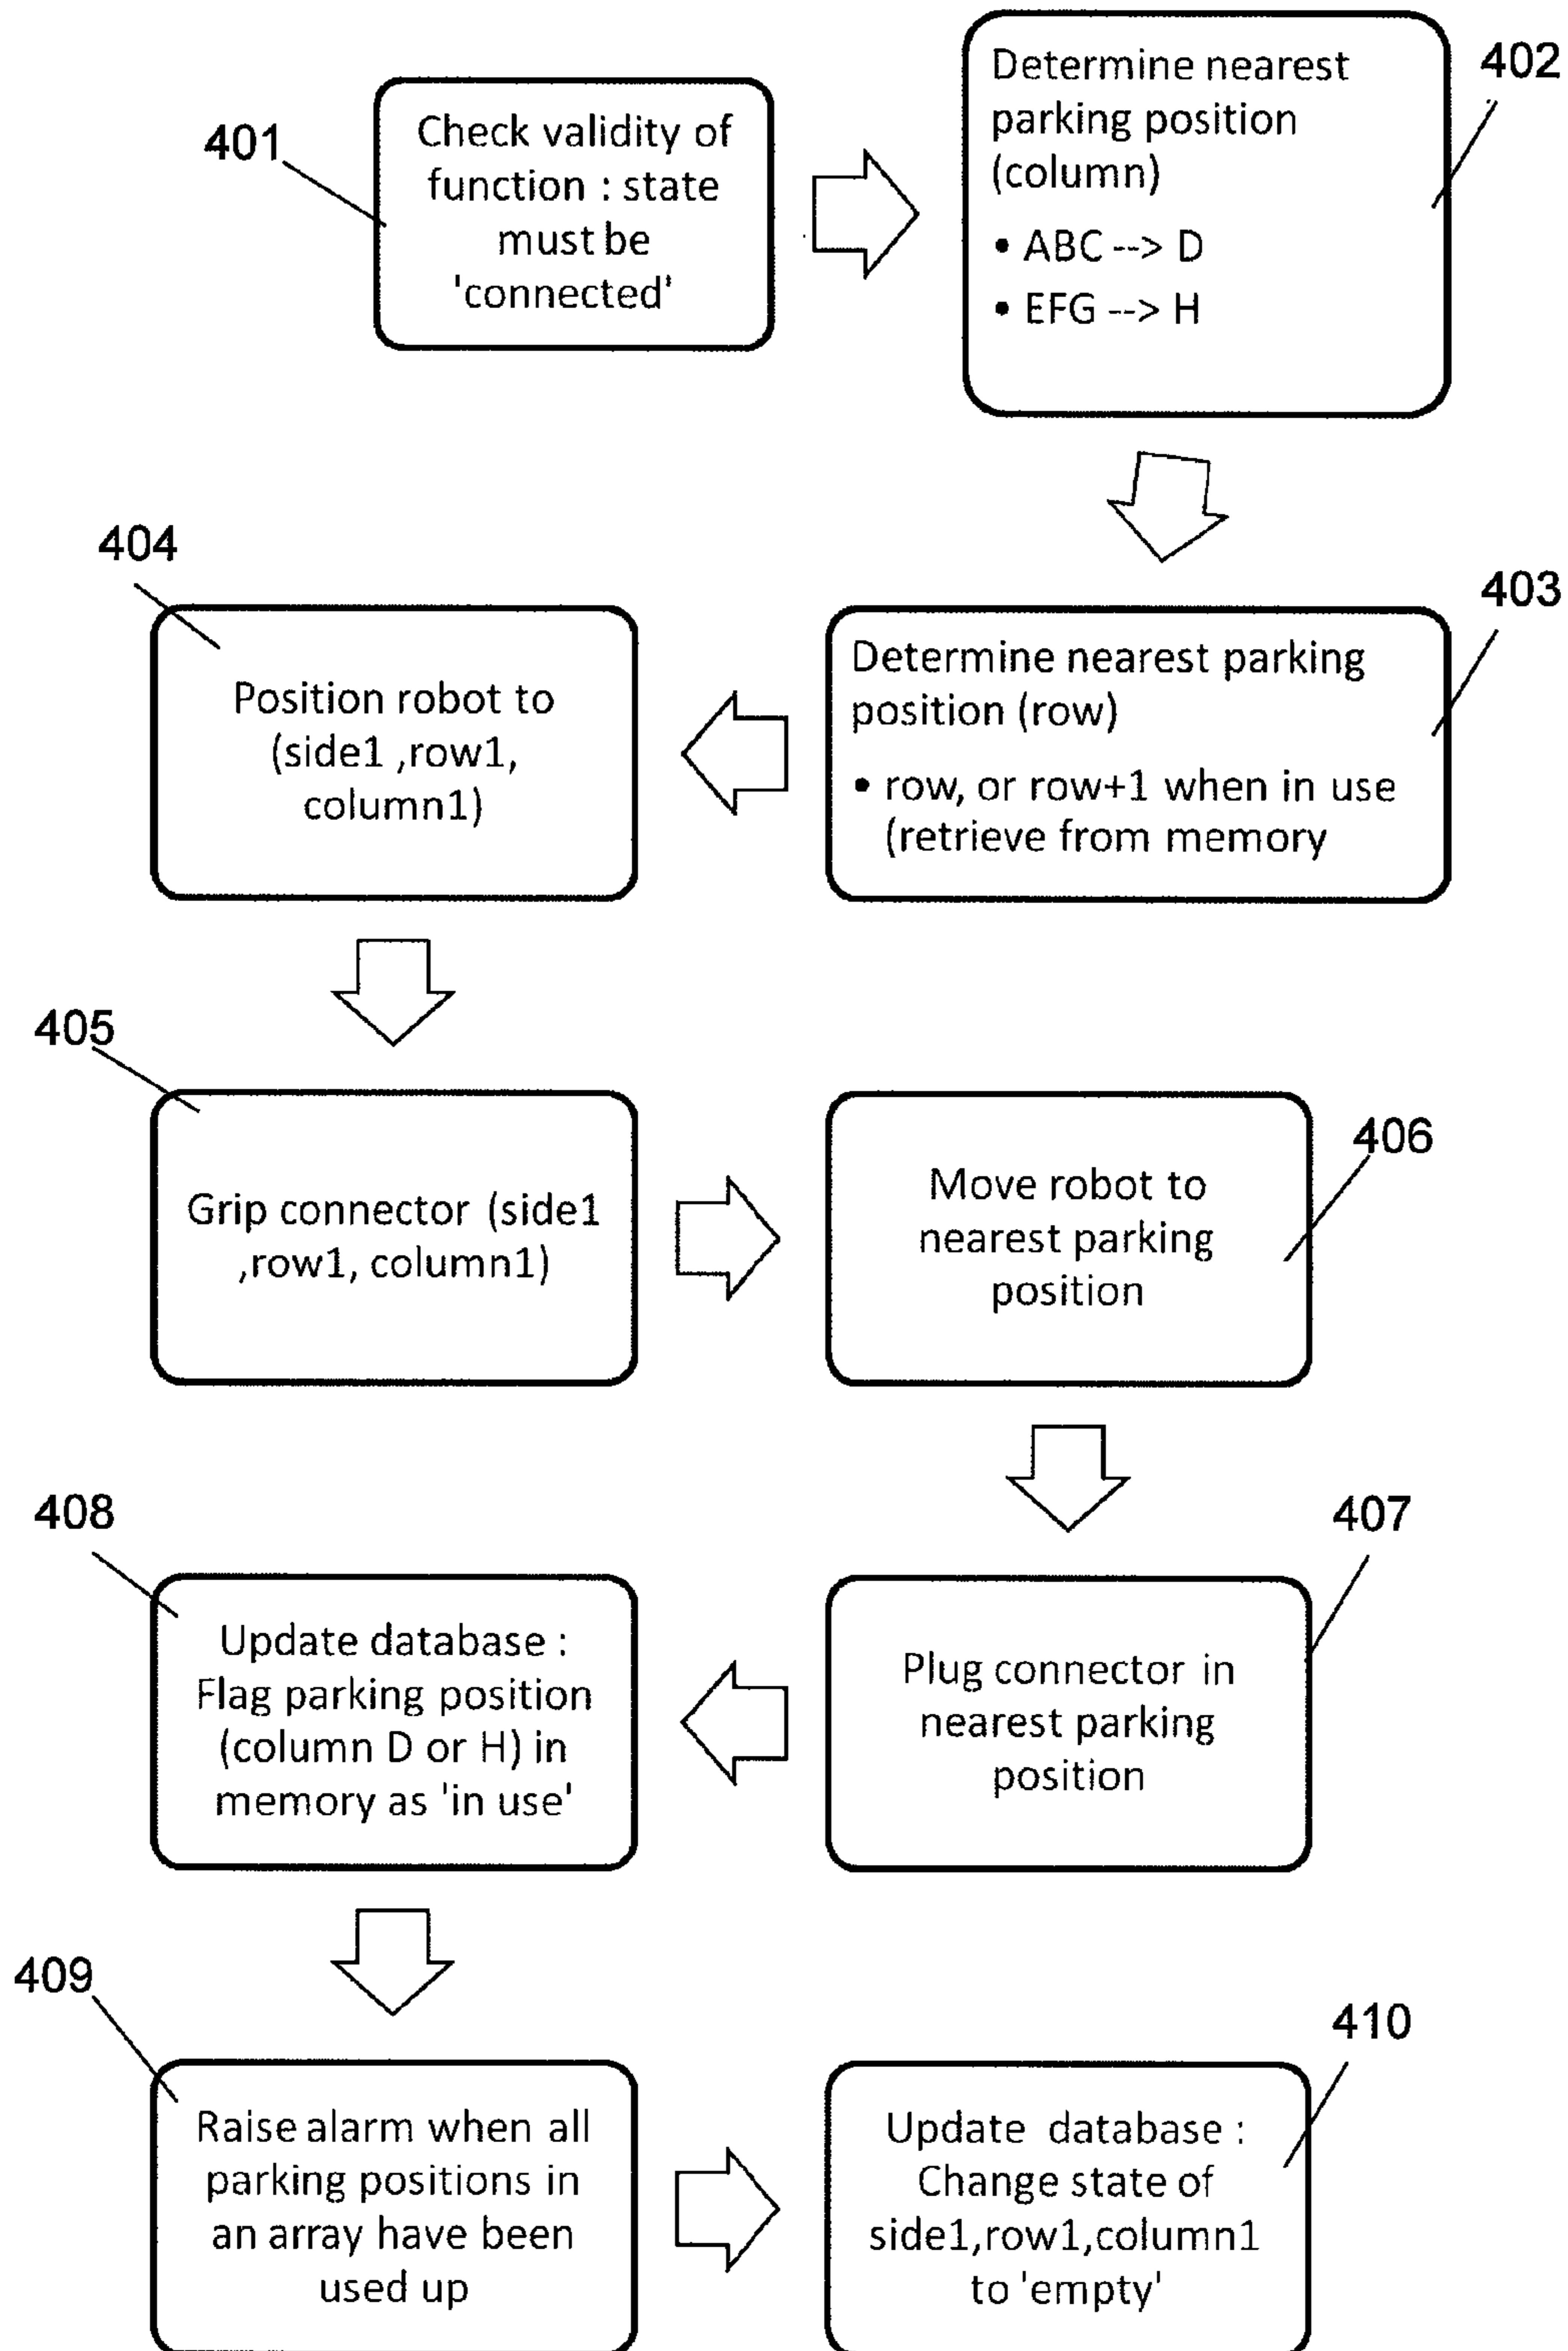 401
Check validity of
function : state
must be
'connected'
402
Determine nearest
parking position
(column)
• ABC --> D
• EFG --> H
403
Determine nearest parking
position (row)
• row, or row+1 when in use
(retrieve from memory
404
Position robot to
(side1 ,row1,
column1)
405
Grip connector (side1
,row1, column1)
406
Move robot to
nearest parking
position
407
Plug connector in
nearest parking
position
408
Update database :
Flag parking position
(column D or H) in
memory as 'in use'
409
Raise alarm when all
parking positions in
an array have been
used up
410
Update database :
Change state of
side1,row1,column1
to 'empty'